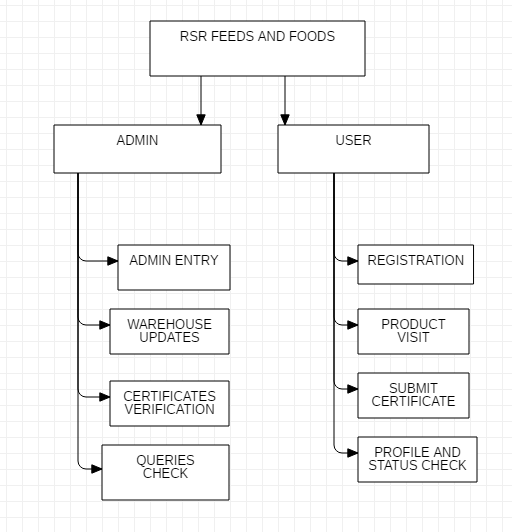 RSR FEEDS AND FOODS
ADMIN
USER
ADMIN ENTRY
REGISTRATION
WAREHOUSE
UPDATES
PRODUCT
VISIT
CERTIFICATES
VERIFICATION
SUBMIT
CERTIFICATE
QUERIES
CHECK
PROFILE AND
STATUS CHECK